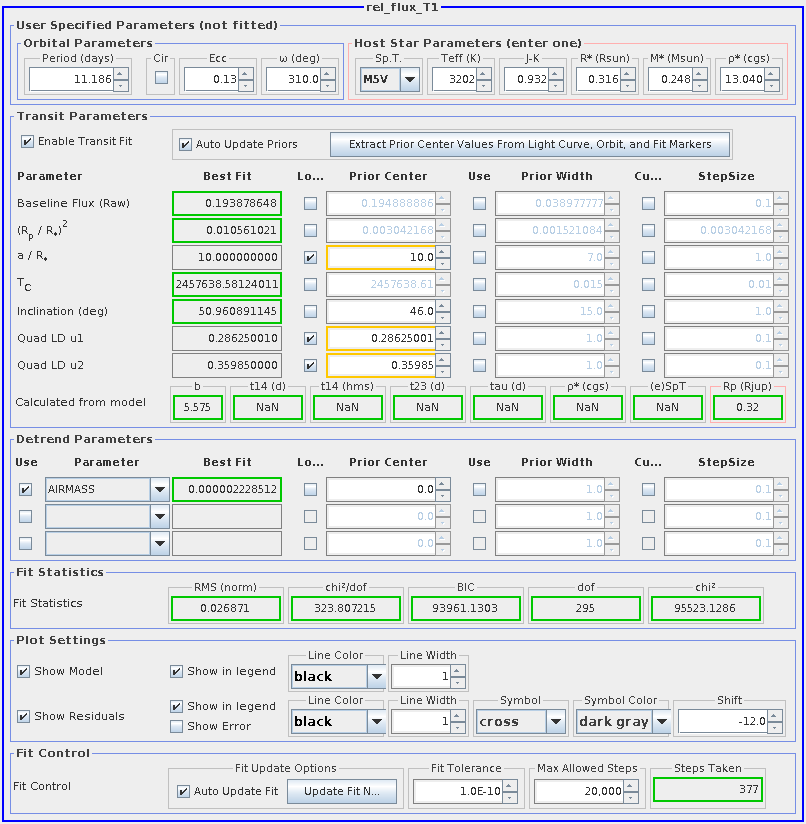 rel_flux_T1
User Specified Parameters (not fitted)
Orbital Parameters
Host Star Parameters (enter one)
Period (days) Cir Ecc ω (deg) Sp.T. Teff (K) J-K R* (Rsun) M* (Msun) ρ* (cgs)
11.186 0.13 310.0 M5V 3202 0.932 0.316 0.248 13.040
Transit Parameters
Enable Transit Fit Auto Update Priors Extract Prior Center Values From Light Curve, Orbit, and Fit Markers
Parameter Best Fit Lo... Prior Center Use Prior Width Cu... StepSize
Baseline Flux (Raw) 0.193878648 0.194888886 0.038977777 0.1
(Rp / R*)2 0.010561021 0.003042168 0.001521084 0.003042168
a / R* 10.000000000 10.0 7.0 1.0
TC 2457638.58124011 2457638.61 0.015 0.01
Inclination (deg) 50.960891145 46.0 15.0 1.0
Quad LD u1 0.286250010 0.28625001 1.0 0.1
Quad LD u2 0.359850000 0.35985 1.0 0.1
b t14 (d) t14 (hms) t23 (d) tau (d) ρ* (cgs) (e)SpT Rp (Rjup)
Calculated from model 5.575 NaN NaN NaN NaN NaN NaN 0.32
Detrend Parameters
Use Parameter Best Fit Lo... Prior Center Use Prior Width Cu... StepSize
AIRMASS 0.000002228512 0.0 1.0 0.1
0.0 1.0 0.1
0.0 1.0 0.1
Fit Statistics
RMS (norm) chi²/dof BIC dof chi²
Fit Statistics 0.026871 323.807215 93961.1303 295 95523.1286
Plot Settings
Line Color Line Width
Show Model Show in legend black 1
Line Color Line Width Symbol Symbol Color Shift
Show Residuals Show in legend Show Error black 1 cross dark gray -12.0
Fit Control
Fit Update Options Fit Tolerance Max Allowed Steps Steps Taken
Fit Control Auto Update Fit Update Fit N... 1.0E-10 20,000 377